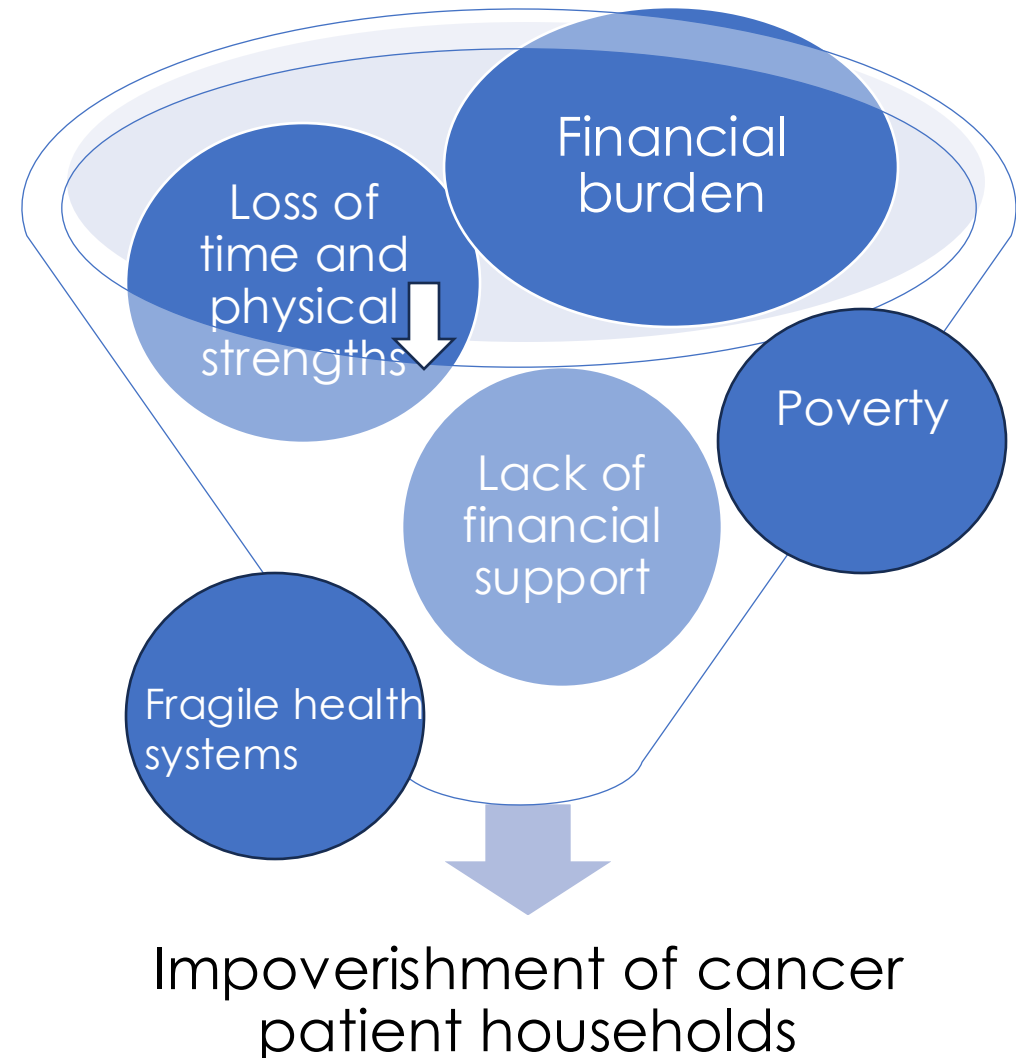 Financial
burden
Loss of
time and
physical
strengths
Poverty
Lack of
financial
support
Fragile health
systems
Impoverishment of cancer
patient households